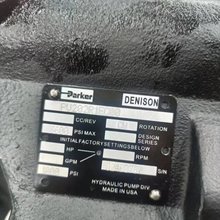 Parker DENISON
CC/REV ROTATION
PSI MAX DESIGN SERIES
INITIAL FACTORY SETTINGS BELOW
HP RPM
GPM
PSI S/N
HYDRAULIC PUMP DIV.
MADE IN USA